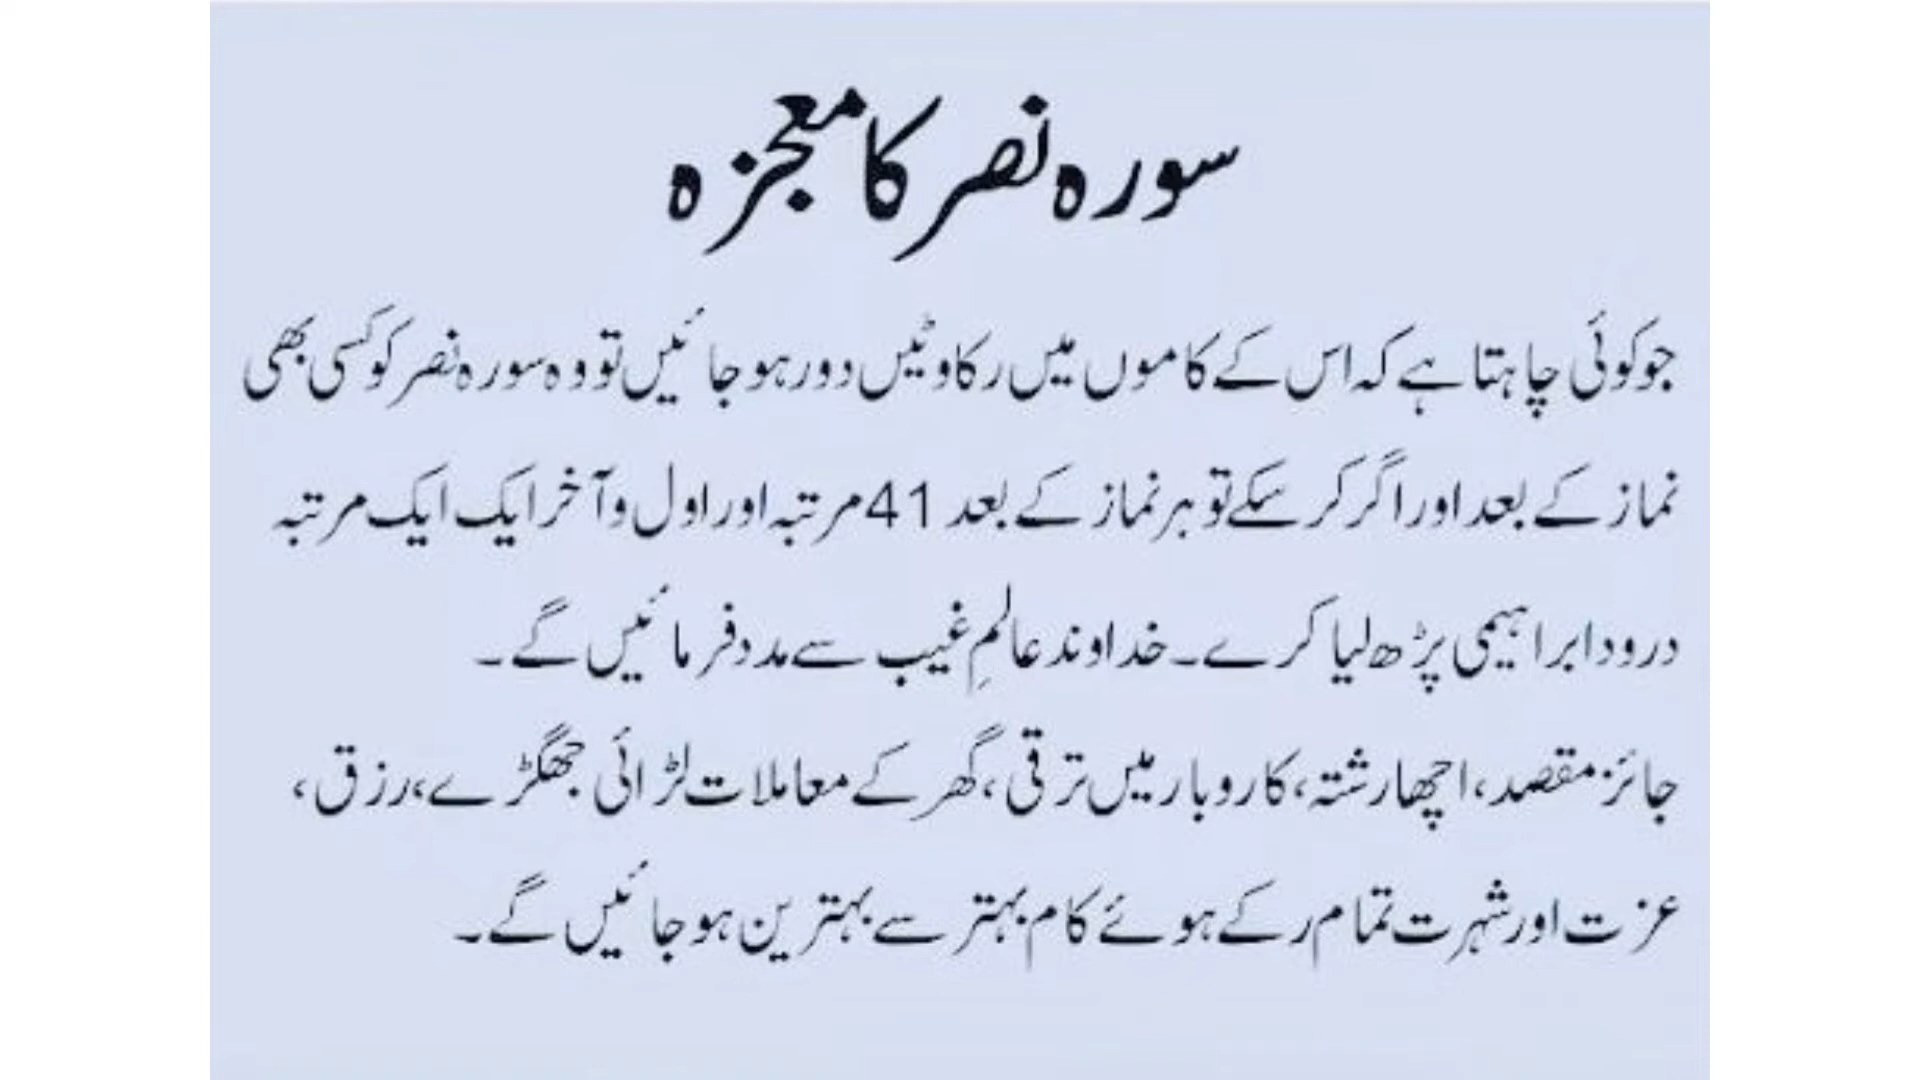 سورہ نصر کا معجزہ
جو کوئی چاہتا ہے کہ اس کے کاموں میں رکاوٹیں دور ہو جائیں تو وہ سورہ نصر کو کسی بھی
نماز کے بعد اور اگر کر سکے تو ہر نماز کے بعد 41 مرتبہ اور اول و آخر ایک ایک مرتبہ
درود ابراہیمی پڑھ لیا کرے۔ خداوند عالمِ غیب سے مدد فرمائیں گے۔
جائز مقصد، اچھا رشتہ، کاروبار میں ترقی، گھر کے معاملات لڑائی جھگڑے، رزق،
عزت اور شہرت تمام رکے ہوئے کام بہتر سے بہترین ہو جائیں گے۔